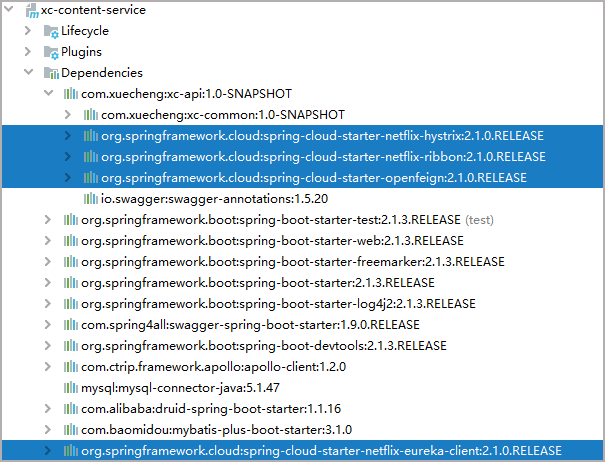 xc-content-service
Lifecycle
Plugins
Dependencies
com.xuecheng:xc-api:1.0-SNAPSHOT
com.xuecheng:xc-common:1.0-SNAPSHOT
org.springframework.cloud:spring-cloud-starter-netflix-hystrix:2.1.0.RELEASE
org.springframework.cloud:spring-cloud-starter-netflix-ribbon:2.1.0.RELEASE
org.springframework.cloud:spring-cloud-starter-openfeign:2.1.0.RELEASE
io.swagger:swagger-annotations:1.5.20
org.springframework.boot:spring-boot-starter-test:2.1.3.RELEASE (test)
org.springframework.boot:spring-boot-starter-web:2.1.3.RELEASE
org.springframework.boot:spring-boot-starter-freemarker:2.1.3.RELEASE
org.springframework.boot:spring-boot-starter:2.1.3.RELEASE
org.springframework.boot:spring-boot-starter-log4j2:2.1.3.RELEASE
com.spring4all:swagger-spring-boot-starter:1.9.0.RELEASE
org.springframework.boot:spring-boot-devtools:2.1.3.RELEASE
com.ctrip.framework.apollo:apollo-client:1.2.0
mysql:mysql-connector-java:5.1.47
com.alibaba:druid-spring-boot-starter:1.1.16
com.baomidou:mybatis-plus-boot-starter:3.1.0
org.springframework.cloud:spring-cloud-starter-netflix-eureka-client:2.1.0.RELEASE